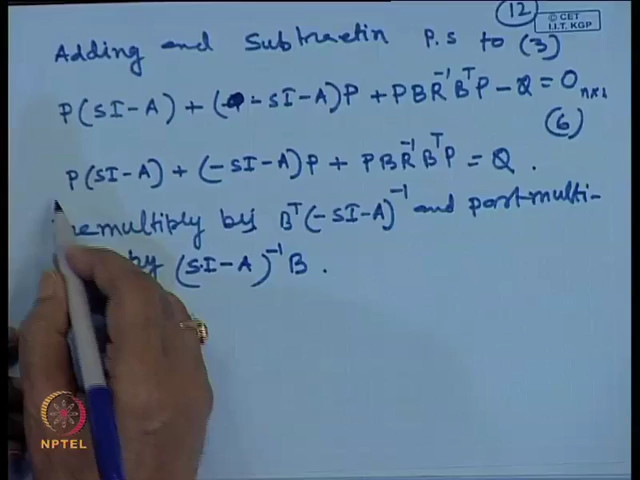 12
© CET
I.I.T. KGP
Adding and Subtractin P.S to (3)
P(SI-A) + (-SI-A)P + PBR⁻¹BᵀP - Q = 0ₙₓₙ
(6)
P(SI-A) + (-SI-A)P + PBR⁻¹BᵀP = Q .
remultiply by Bᵀ(-SI-A)⁻¹ and post-multi-
by (SI-A)⁻¹B .
NPTEL